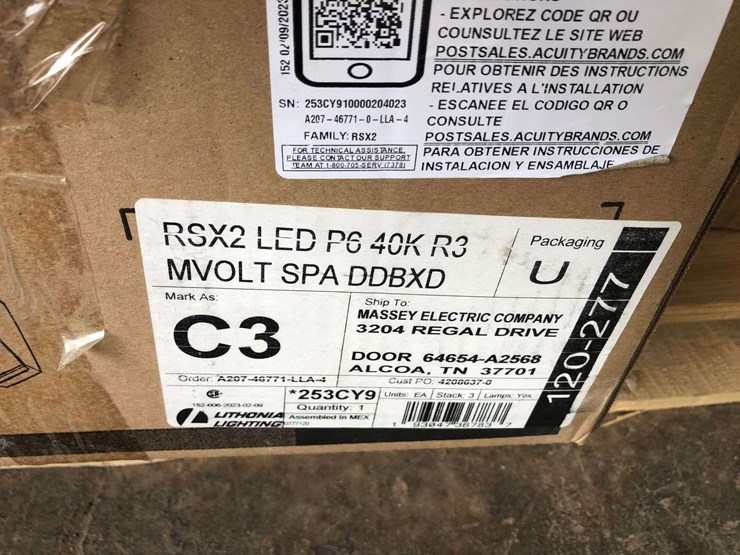 - EXPLOREZ CODE QR OU
COUNSULTEZ LE SITE WEB
POSTSALES.ACUITYBRANDS.COM
POUR OBTENIR DES INSTRUCTIONS
RELATIVES A L'INSTALLATION
- ESCANEE EL CODIGO QR O
CONSULTE
POSTSALES.ACUITYBRANDS.COM
PARA OBTENER INSTRUCCIONES DE
INSTALACION Y ENSAMBLAJE
152 02/09/2023
SN: 253CY910000204023
A207-46771-0-LLA-4
FAMILY: RSX2
FOR TECHNICAL ASSISTANCE,
PLEASE CONTACT OUR SUPPORT
TEAM AT 1-800-705-SERV (7378)
RSX2 LED P6 40K R3
MVOLT SPA DDBXD
Packaging
U
120-277
Mark As:
C3
Ship To:
MASSEY ELECTRIC COMPANY
3204 REGAL DRIVE
DOOR 64654-A2568
ALCOA, TN 37701
Order: A207-46771-LLA-4
Cust PO: 4208637-0
*253CY9
Units: EA
Stack: 3
Lamps: Yes
Quantity: 1
Assembled in MEX
LITHONIA
LIGHTING